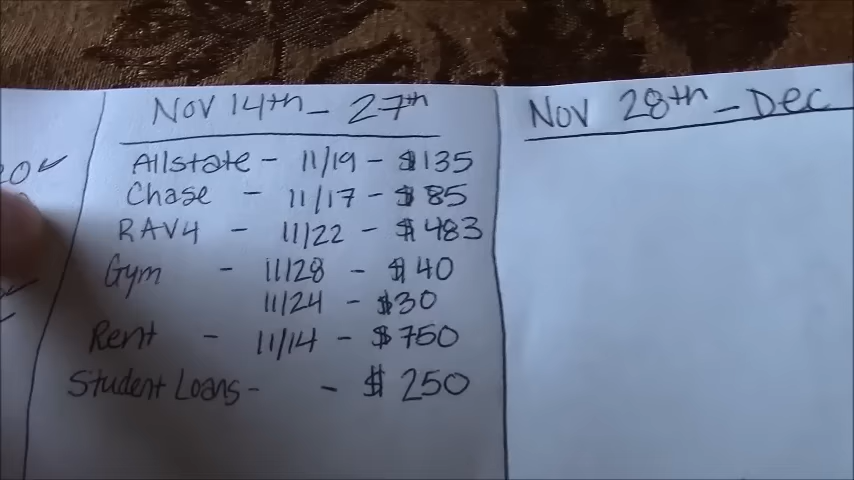 Nov 14th - 27th
Allstate - 11/19 - $135
Chase - 11/17 - $85
RAV4 - 11/22 - $483
Gym - 11/28 - $40
11/24 - $30
Rent - 11/14 - $750
Student Loans - - $250
Nov 28th - Dec